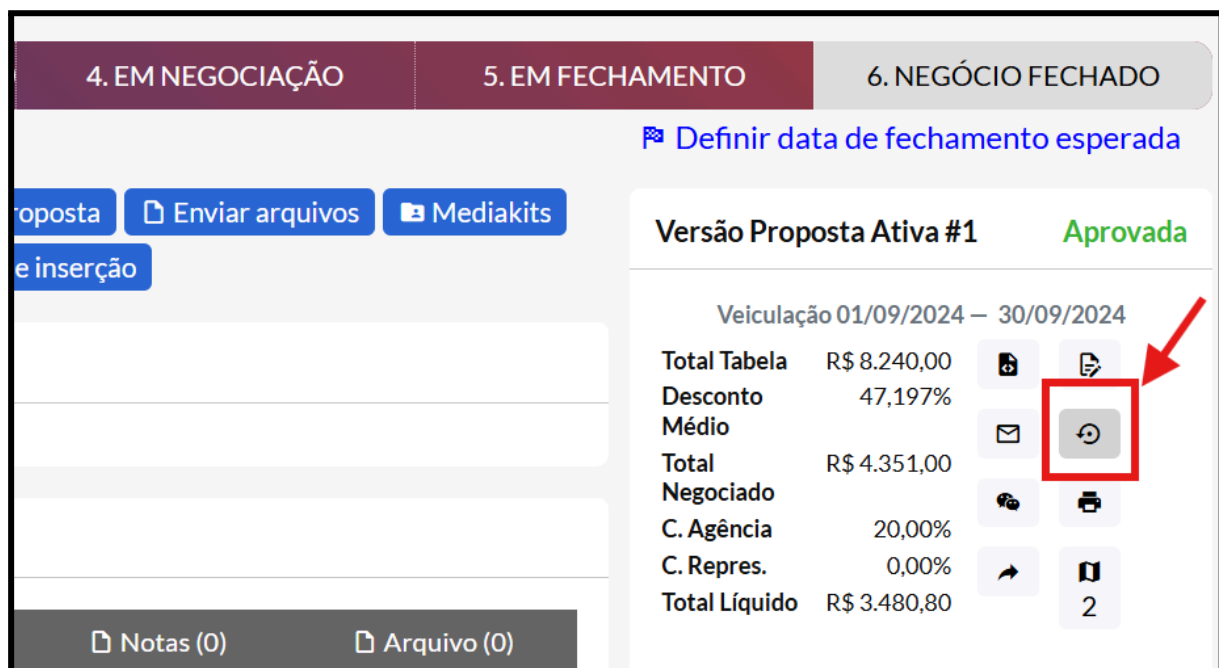 4. EM NEGOCIAÇÃO
5. EM FECHAMENTO
6. NEGÓCIO FECHADO
Definir data de fechamento esperada
roposta
Enviar arquivos
Mediakits
e inserção
Versão Proposta Ativa #1
Aprovada
Veiculação 01/09/2024 — 30/09/2024
Total Tabela R$ 8.240,00
Desconto 47,197%
Médio
Total R$ 4.351,00
Negociado
C. Agência 20,00%
C. Repres. 0,00%
Total Líquido R$ 3.480,80
2
Notas (0)
Arquivo (0)